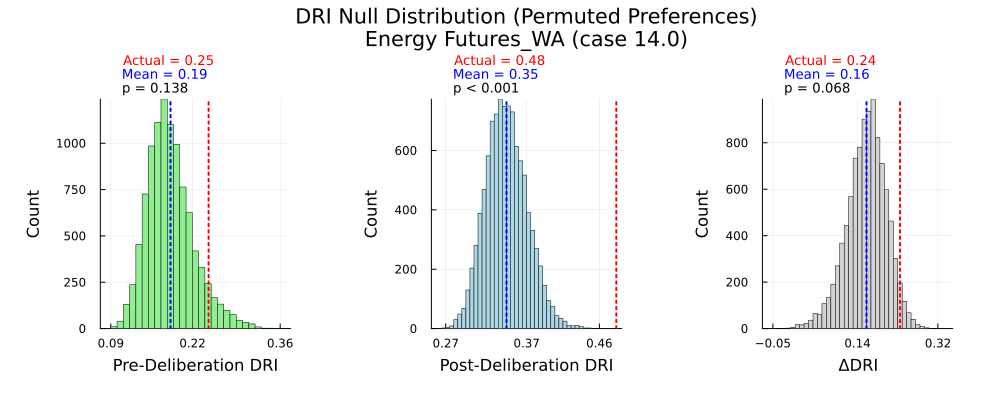 DRI Null Distribution (Permuted Preferences)
Energy Futures_WA (case 14.0)
Actual = 0.25
Mean = 0.19
p = 0.138
Count
1000
750
500
250
0
0.09
0.22
0.36
Pre-Deliberation DRI
Actual = 0.48
Mean = 0.35
p < 0.001
Count
600
400
200
0
0.27
0.37
0.46
Post-Deliberation DRI
Actual = 0.24
Mean = 0.16
p = 0.068
Count
800
600
400
200
0
−0.05
0.14
0.32
ΔDRI